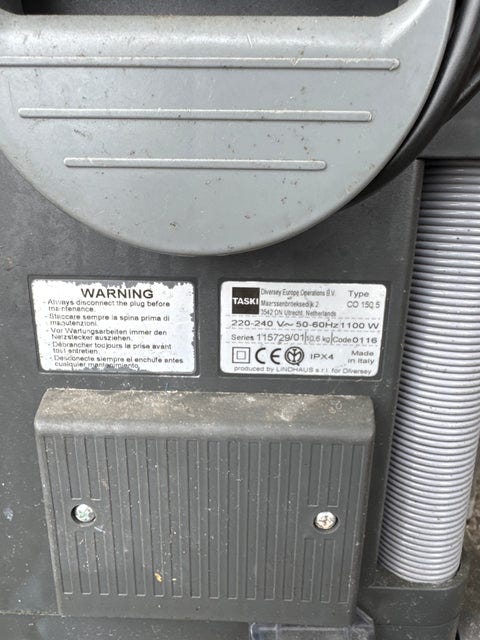 WARNING
- Always disconnect the plug before
maintenance.
- Staccare sempre la spina prima di
manutenzioni.
- Vor Wartungsarbeiten immer den
Netzstecker ausziehen.
- Débrancher toujours la prise avant
tout entretien.
- Desconecte siempre el enchufe antes
cualquier mantenimiento.
TASKI
Diversey Europe Operations B.V.
Maarssenbroeksedijk 2
3542 DN Utrecht, Netherlands
Type
CO 150.5
220-240 V~ 50-60Hz 1100 W
Series 115729/01 10,6 kg Code 0116
CE IPX4 Made
in Italy
produced by LINDHAUS s.r.l. for Diversey